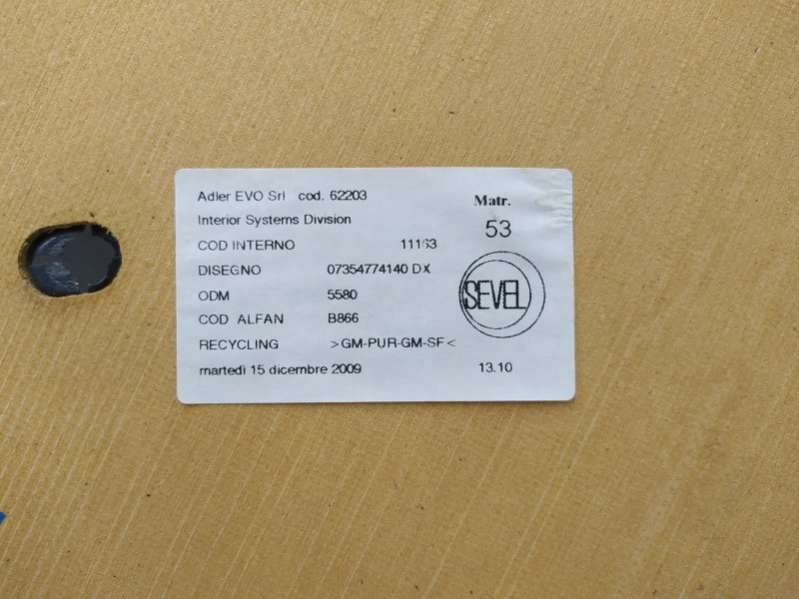 Adler EVO Srl cod. 62203
Matr.
Interior Systems Division
53
COD INTERNO 11163
DISEGNO 07354774140 DX
SEVEL
ODM 5580
COD ALFAN B866
RECYCLING >GM-PUR-GM-SF<
martedì 15 dicembre 2009 13.10